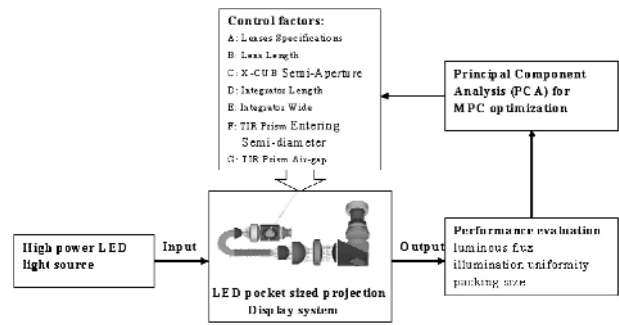 Control factors:
A: Lenses Specifications
B: Lens Length
C: X-CUB Semi-Aperture
D: Integrator Length
E: Integrator Wide
F: TIR Prism Entering
Semi-diameter
G: TIR Prism Air-gap
Principal Component
Analysis (PCA) for
MPC optimization
High power LED
light source
Input
LED pocket sized projection
Display system
Output
Performance evaluation
luminous flux
illumination uniformity
packing size